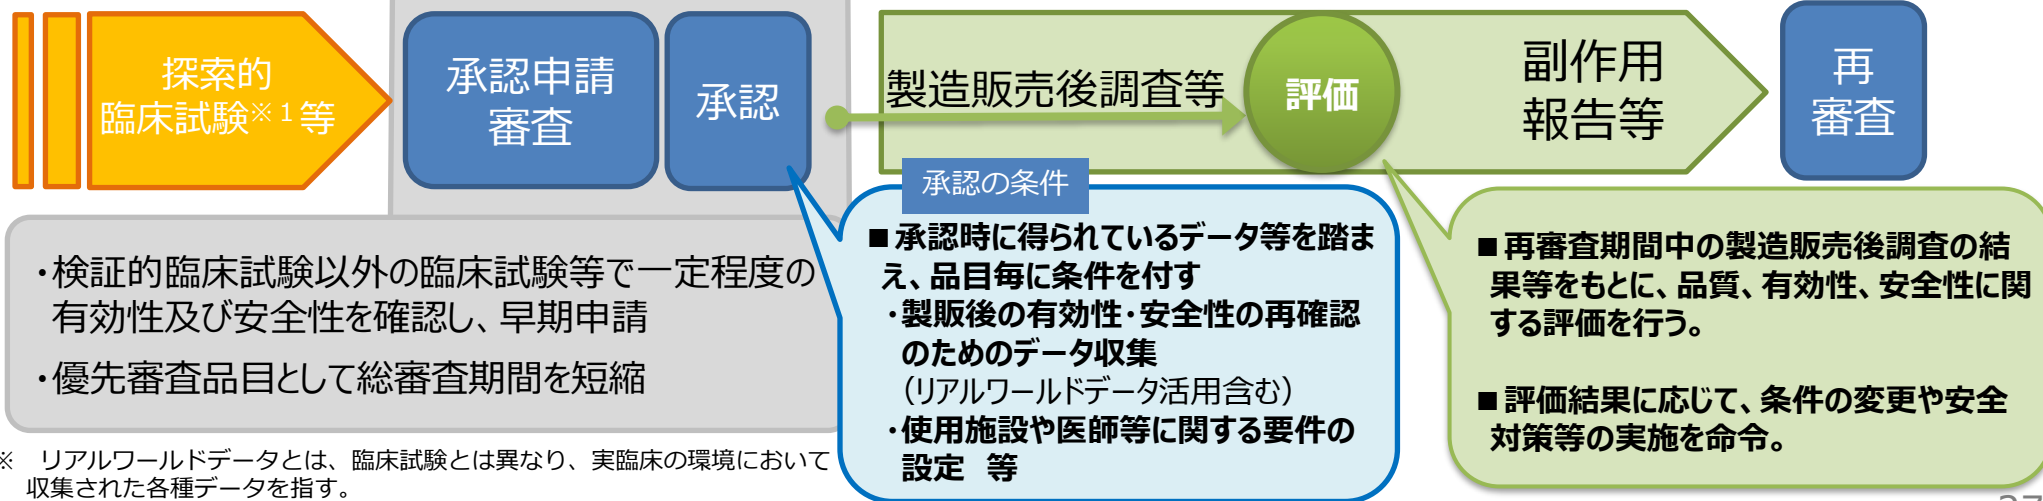 探索的
臨床試験※１等
承認申請
審査
承認
製造販売後調査等
評価
副作用
報告等
再
審査
・検証的臨床試験以外の臨床試験等で一定程度の
有効性及び安全性を確認し、早期申請
・優先審査品目として総審査期間を短縮
承認の条件
■承認時に得られているデータ等を踏ま
え、品目毎に条件を付す
・製販後の有効性・安全性の再確認
のためのデータ収集
（リアルワールドデータ活用含む）
・使用施設や医師等に関する要件の
設定　等
■再審査期間中の製造販売後調査の結
果等をもとに、品質、有効性、安全性に関
する評価を行う。
■評価結果に応じて、条件の変更や安全
対策等の実施を命令。
※　リアルワールドデータとは、臨床試験とは異なり、実臨床の環境において
収集された各種データを指す。